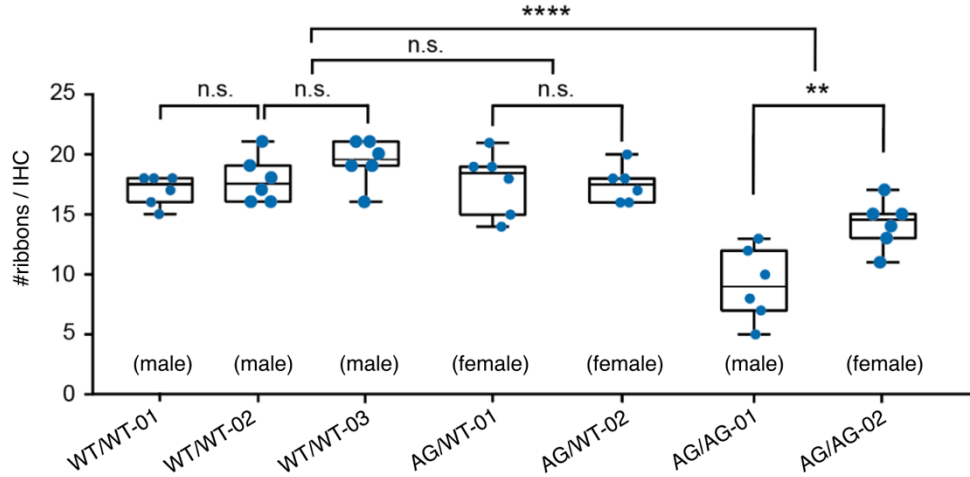 ****
n.s.
n.s. n.s. n.s. **
25
20
15
10
5
0
#ribbons / IHC
(male) (male) (male) (female) (female) (male) (female)
WT/WT-01 WT/WT-02 WT/WT-03 AG/WT-01 AG/WT-02 AG/AG-01 AG/AG-02